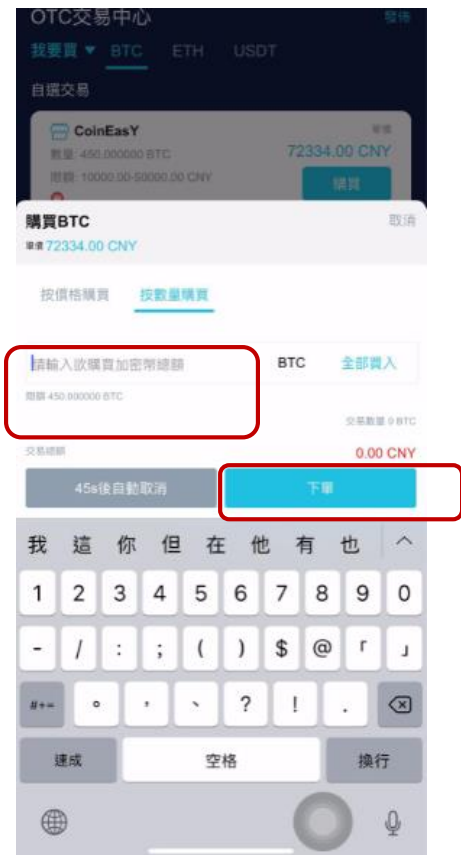 OTC交易中心 發佈
我要買 ▼ BTC ETH USDT
自選交易
CoinEasY 單價
數量 450.000000 BTC 72334.00 CNY
限額 10000.00-50000.00 CNY 購買
購買BTC 取消
單價 72334.00 CNY
按價格購買 按數量購買
請輸入欲購買加密幣總額 BTC 全部買入
限額 450.000000 BTC
交易數量 0 BTC
交易總額 0.00 CNY
45s後自動取消 下單
我 這 你 但 在 他 有 也 ^
1 2 3 4 5 6 7 8 9 0
- / : ; ( ) $ @ 「 」
#+= 。 ， 、 ? ! .
速成 空格 換行